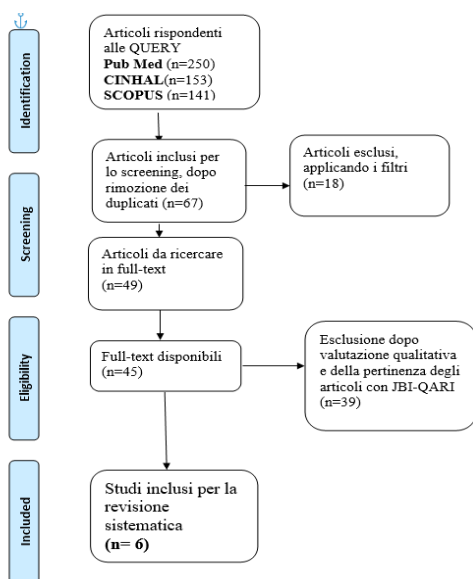 Identification
Articoli rispondenti
alle QUERY
Pub Med (n=250)
CINHAL (n=153)
SCOPUS (n=141)
Articoli inclusi per
lo screening, dopo
rimozione dei
duplicati (n=67)
Articoli esclusi,
applicando i filtri
(n=18)
Screening
Articoli da ricercare
in full-text
(n=49)
Eligibility
Full-text disponibili
(n=45)
Esclusione dopo
valutazione qualitativa
e della pertinenza degli
articoli con JBI-QARI
(n=39)
Included
Studi inclusi per la
revisione
sistematica
(n= 6)